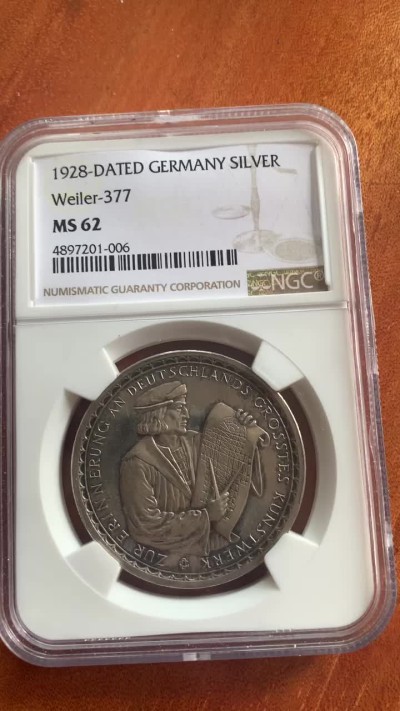 1928-DATED GERMANY SILVER
Weiler-377
MS 62
4897201-006
NUMISMATIC GUARANTY CORPORATION
NGC®
ZUR ERINNERUNG AN DEUTSCHLANDS GROSSTES KUNSTWERK